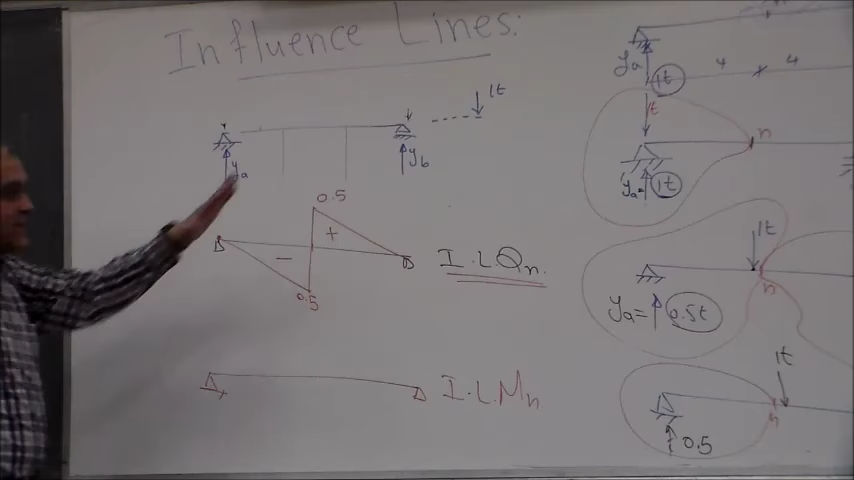 Influence Lines:
1t
ya
yb
0.5
+
-
0.5
I.L Qn.
I.L.Mn
ya
1t
4
4
1t
n
ya=
1t
1t
n
ya=
0.5t
1t
n
0.5